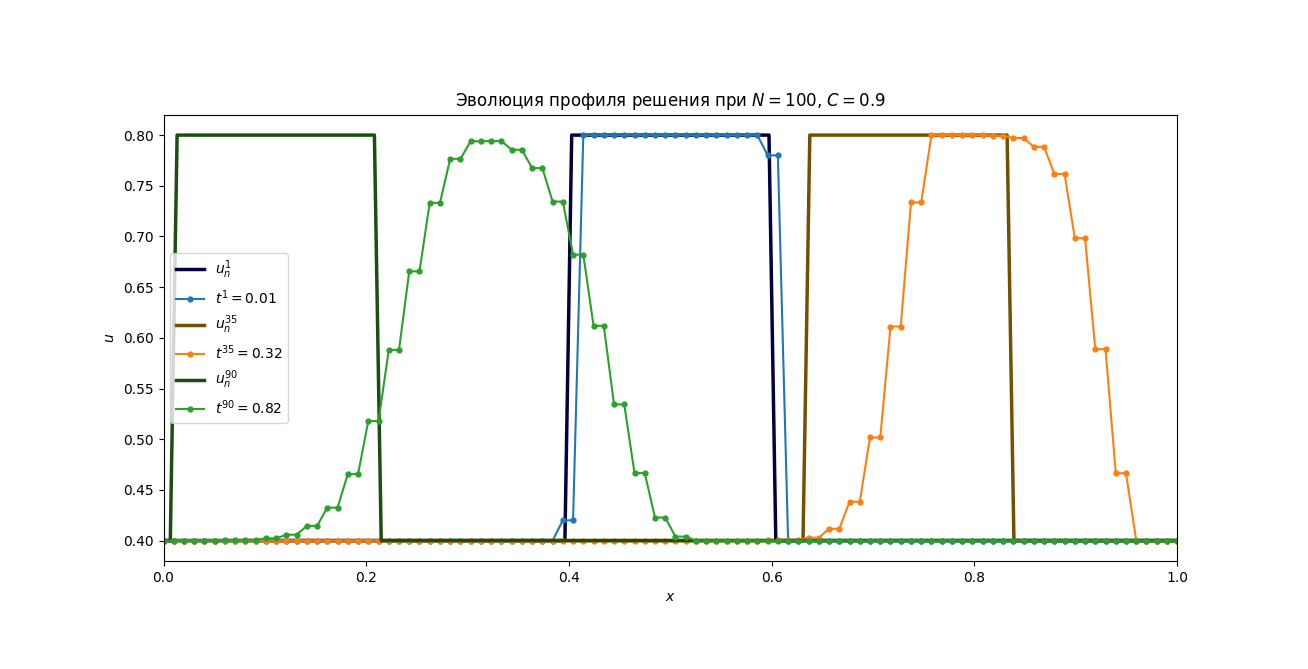 Эволюция профиля решения при N = 100, C = 0.9
0.80
0.75
0.70
0.65
0.60
0.55
0.50
0.45
0.40
u
u_n^1
t^1 = 0.01
u_n^35
t^35 = 0.32
u_n^90
t^90 = 0.82
0.0 0.2 0.4 0.6 0.8 1.0
x